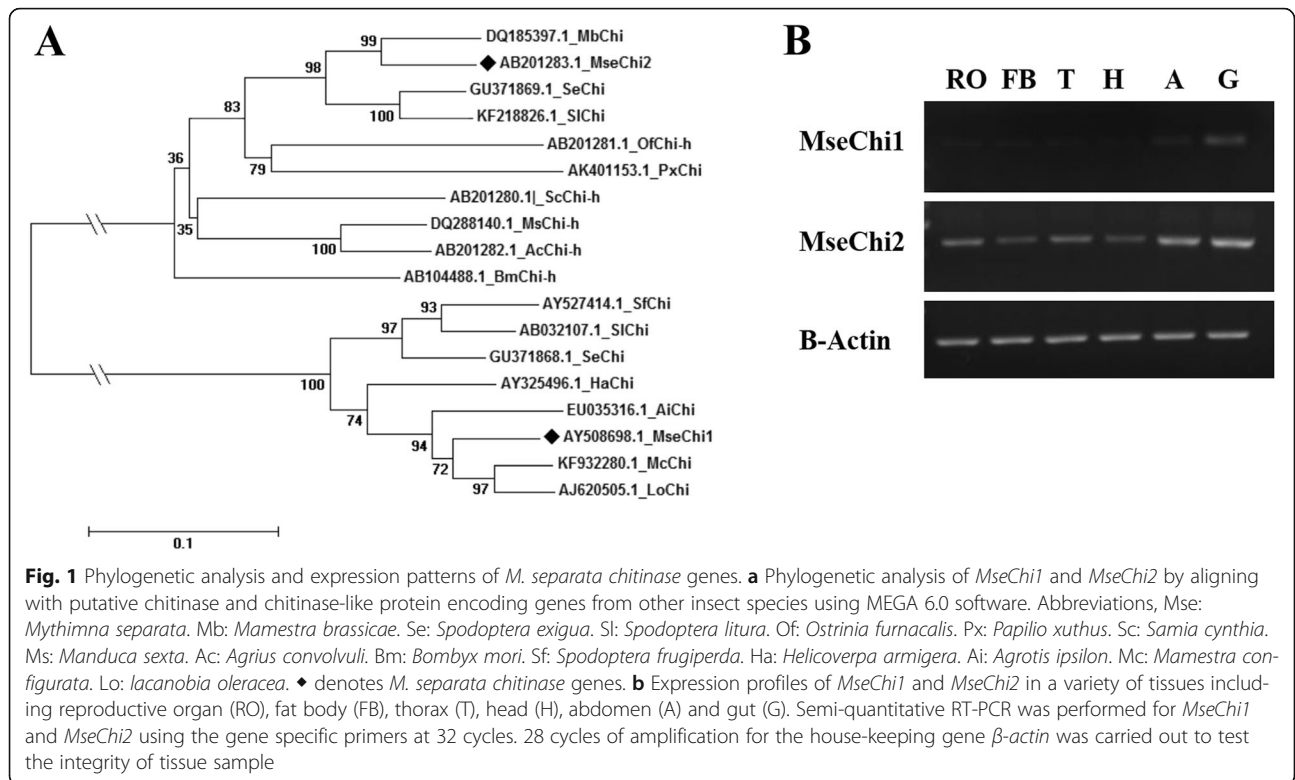 A
99
DQ185397.1_MbChi
◆ AB201283.1_MseChi2
98
GU371869.1_SeChi
83
100
KF218826.1_SlChi
AB201281.1_OfChi-h
36
79
AK401153.1_PxChi
AB201280.1|_ScChi-h
35
DQ288140.1_MsChi-h
100
AB201282.1_AcChi-h
AB104488.1_BmChi-h
93
AY527414.1_SfChi
97
AB032107.1_SlChi
GU371868.1_SeChi
100
AY325496.1_HaChi
74
EU035316.1_AiChi
94
◆ AY508698.1_MseChi1
72
KF932280.1_McChi
97
AJ620505.1_LoChi
0.1
B
RO FB T H A G
MseChi1
MseChi2
B-Actin
Fig. 1 Phylogenetic analysis and expression patterns of M. separata chitinase genes. a Phylogenetic analysis of MseChi1 and MseChi2 by aligning
with putative chitinase and chitinase-like protein encoding genes from other insect species using MEGA 6.0 software. Abbreviations, Mse:
Mythimna separata. Mb: Mamestra brassicae. Se: Spodoptera exigua. Sl: Spodoptera litura. Of: Ostrinia furnacalis. Px: Papilio xuthus. Sc: Samia cynthia.
Ms: Manduca sexta. Ac: Agrius convolvuli. Bm: Bombyx mori. Sf: Spodoptera frugiperda. Ha: Helicoverpa armigera. Ai: Agrotis ipsilon. Mc: Mamestra con-
figurata. Lo: lacanobia oleracea. ◆ denotes M. separata chitinase genes. b Expression profiles of MseChi1 and MseChi2 in a variety of tissues includ-
ing reproductive organ (RO), fat body (FB), thorax (T), head (H), abdomen (A) and gut (G). Semi-quantitative RT-PCR was performed for MseChi1
and MseChi2 using the gene specific primers at 32 cycles. 28 cycles of amplification for the house-keeping gene β-actin was carried out to test
the integrity of tissue sample